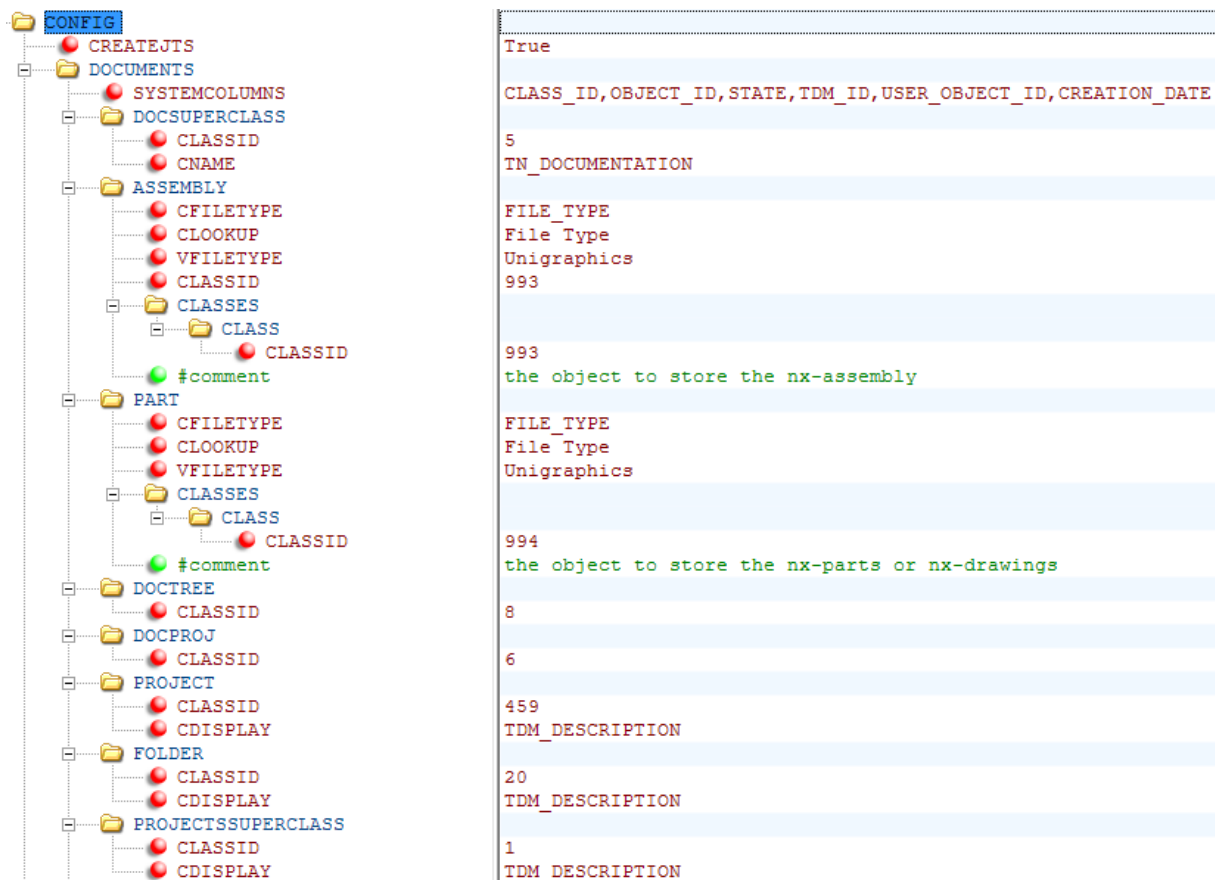 CONFIG
CREATEJTS True
DOCUMENTS
SYSTEMCOLUMNS CLASS_ID,OBJECT_ID,STATE,TDM_ID,USER_OBJECT_ID,CREATION_DATE
DOCSUPERCLASS
CLASSID 5
CNAME TN_DOCUMENTATION
ASSEMBLY
CFILETYPE FILE_TYPE
CLOOKUP File Type
VFILETYPE Unigraphics
CLASSID 993
CLASSES
CLASS
CLASSID 993
#comment the object to store the nx-assembly
PART
CFILETYPE FILE_TYPE
CLOOKUP File Type
VFILETYPE Unigraphics
CLASSES
CLASS
CLASSID 994
#comment the object to store the nx-parts or nx-drawings
DOCTREE
CLASSID 8
DOCPROJ
CLASSID 6
PROJECT
CLASSID 459
CDISPLAY TDM_DESCRIPTION
FOLDER
CLASSID 20
CDISPLAY TDM_DESCRIPTION
PROJECTSSUPERCLASS
CLASSID 1
CDISPLAY TDM_DESCRIPTION